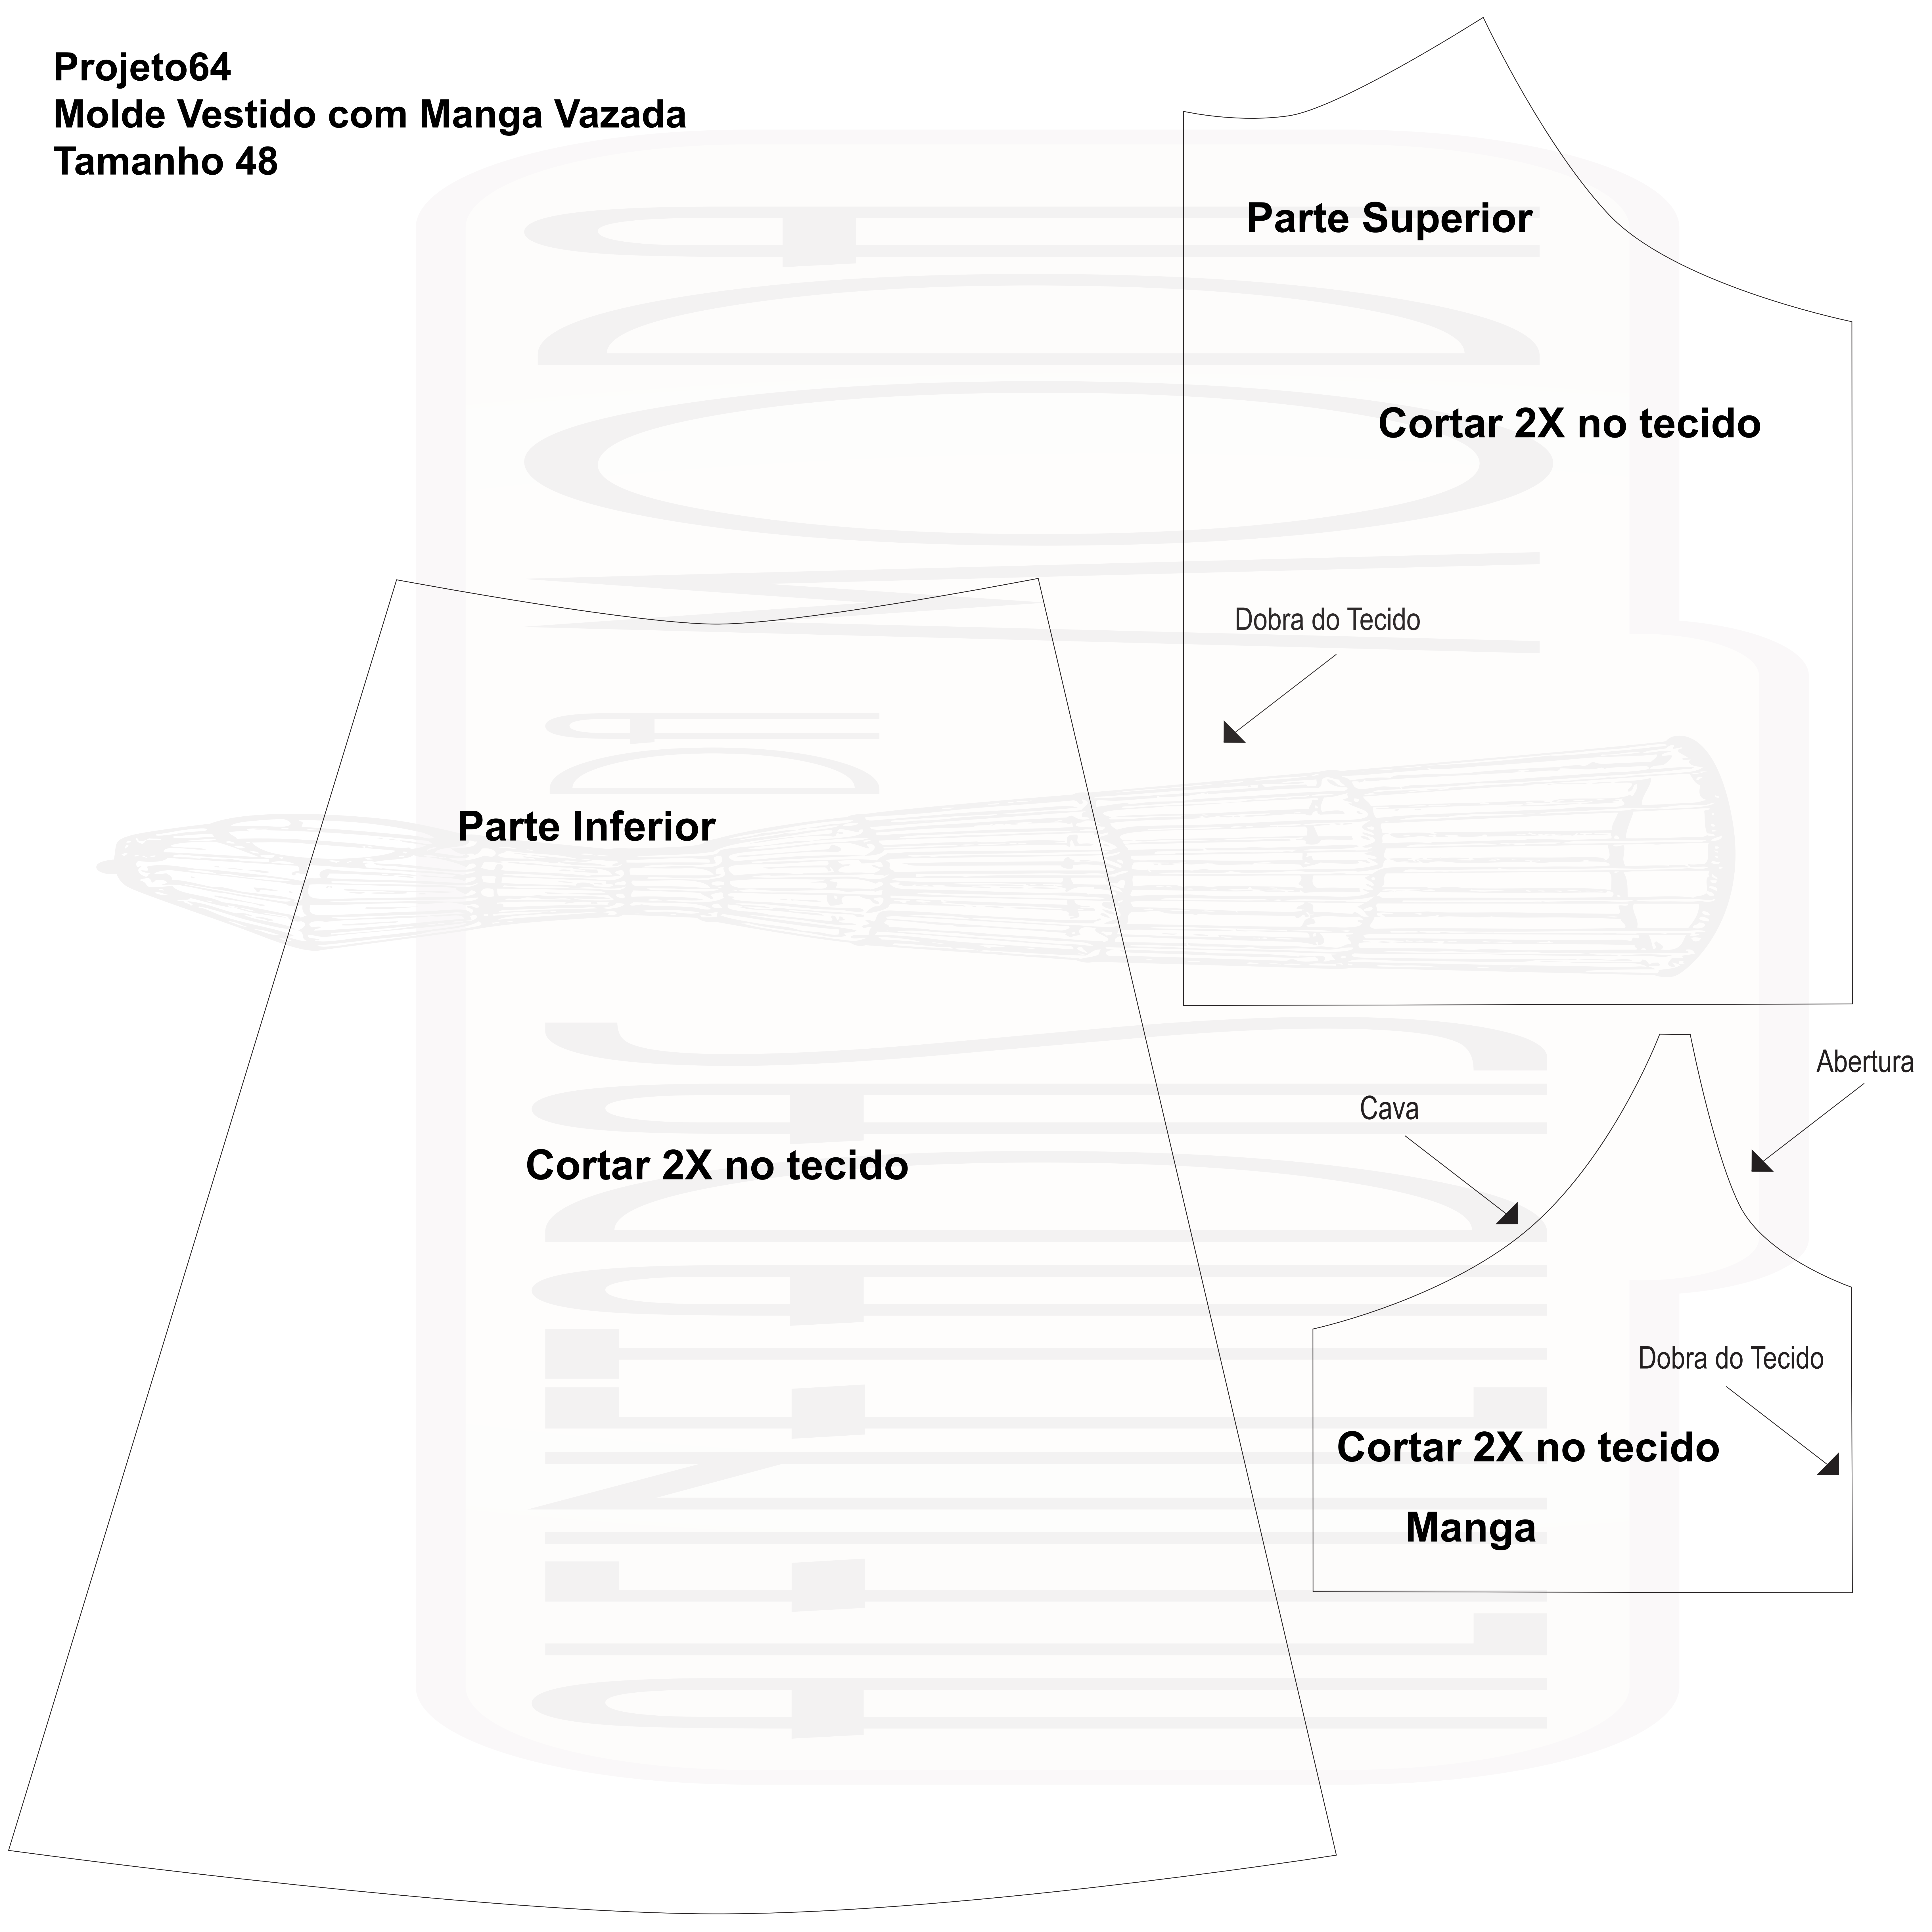 Projeto64
Molde Vestido com Manga Vazada
Tamanho 48
Parte Superior
Cortar 2X no tecido
Dobra do Tecido
Parte Inferior
Cortar 2X no tecido
Abertura
Cava
Dobra do Tecido
Cortar 2X no tecido
Manga